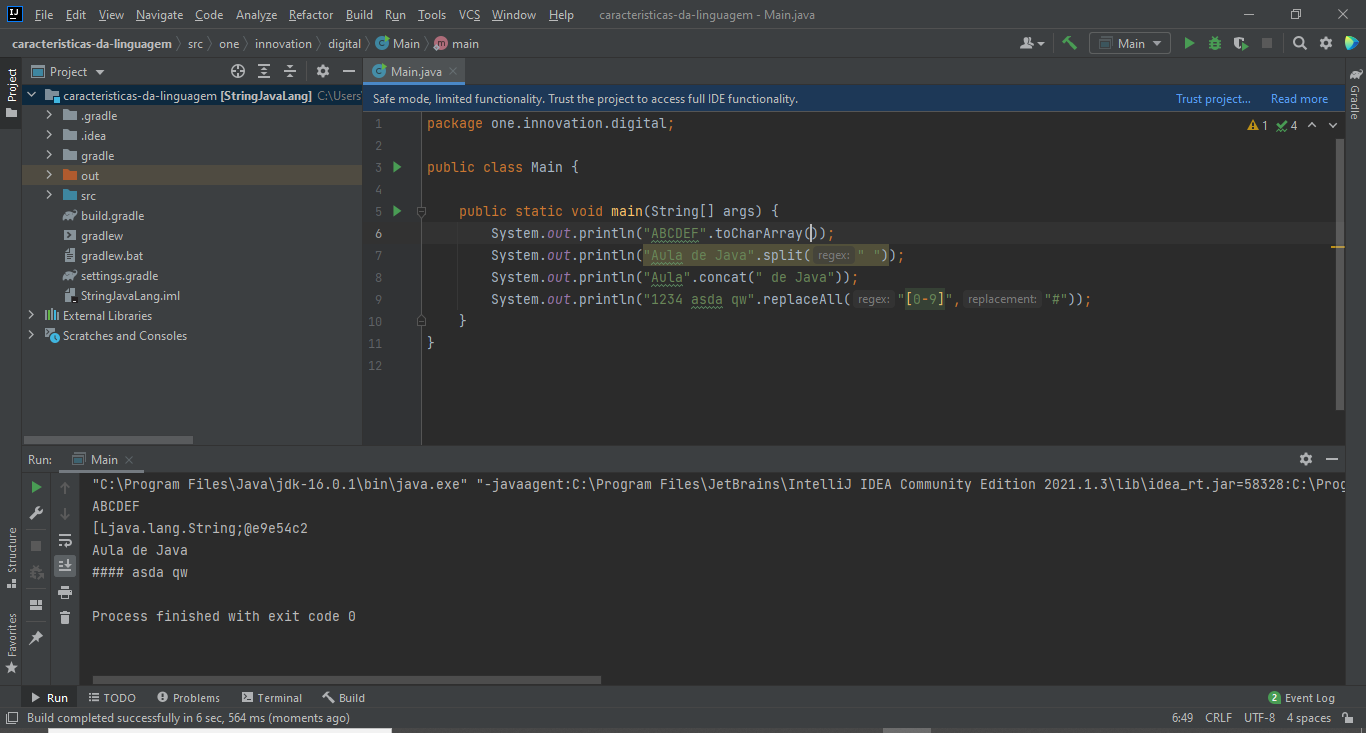 File Edit View Navigate Code Analyze Refactor Build Run Tools VCS Window Help caracteristicas-da-linguagem - Main.java
caracteristicas-da-linguagem src one innovation digital Main main Main
Project
Project
Main.java
Gradle
caracteristicas-da-linguagem [StringJavaLang] C:\Users
.gradle
.idea
gradle
out
src
build.gradle
gradlew
gradlew.bat
settings.gradle
StringJavaLang.iml
External Libraries
Scratches and Consoles
Safe mode, limited functionality. Trust the project to access full IDE functionality. Trust project... Read more
1 package one.innovation.digital; 1 4
2
3 public class Main {
4
5 public static void main(String[] args) {
6 System.out.println("ABCDEF".toCharArray());
7 System.out.println("Aula de Java".split( regex: " "));
8 System.out.println("Aula".concat(" de Java"));
9 System.out.println("1234 asda qw".replaceAll( regex: "[0-9]", replacement: "#"));
10 }
11 }
12
Run: Main
"C:\Program Files\Java\jdk-16.0.1\bin\java.exe" "-javaagent:C:\Program Files\JetBrains\IntelliJ IDEA Community Edition 2021.1.3\lib\idea_rt.jar=58328:C:\Prog
ABCDEF
[Ljava.lang.String;@e9e54c2
Aula de Java
#### asda qw
Process finished with exit code 0
Structure
Favorites
Run TODO Problems Terminal Build 2 Event Log
Build completed successfully in 6 sec, 564 ms (moments ago) 6:49 CRLF UTF-8 4 spaces